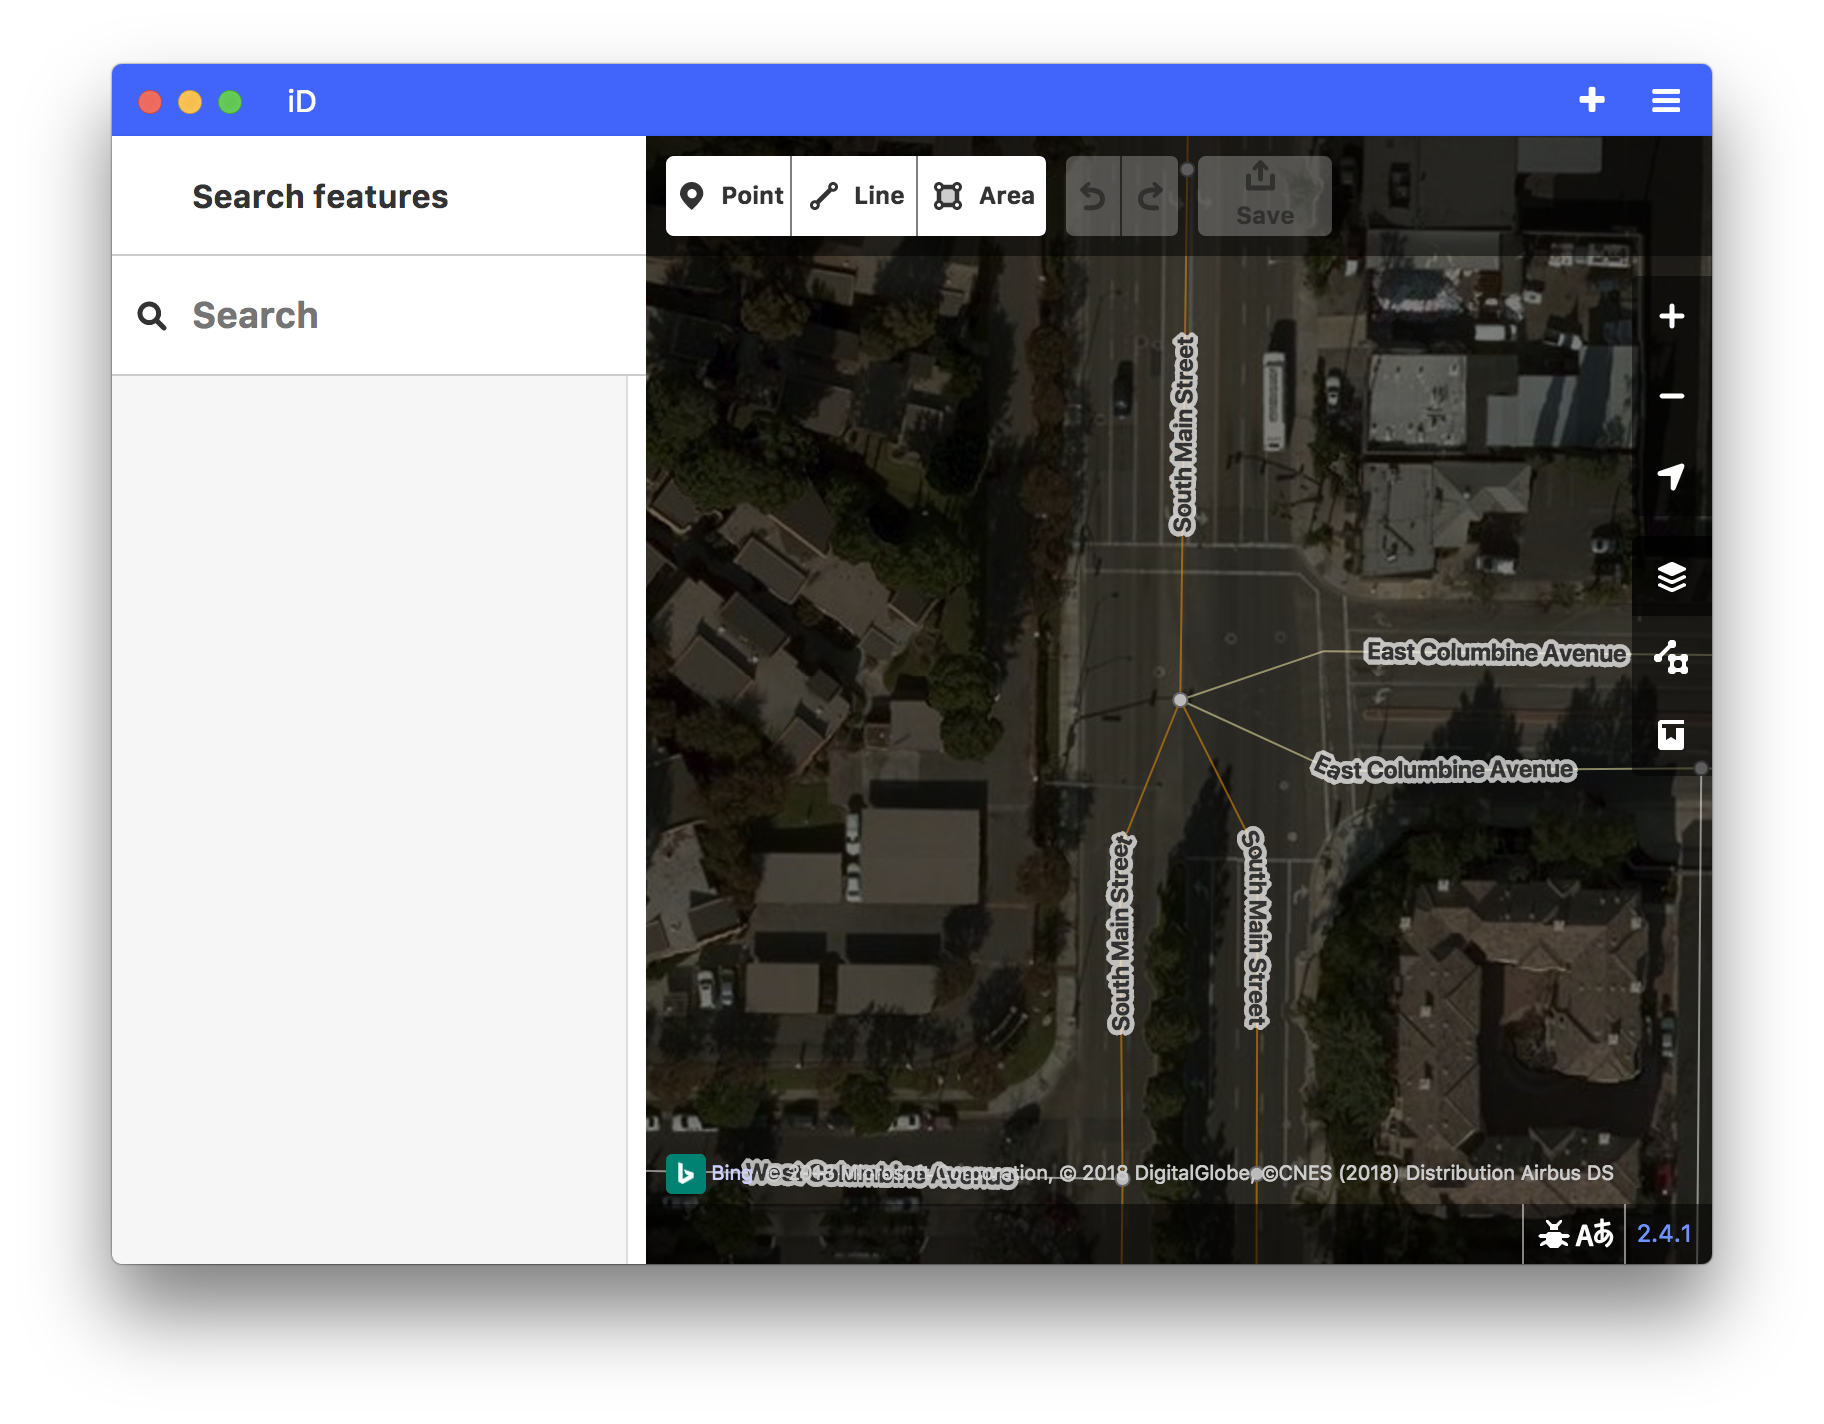 iD
Search features
Search
Point
Line
Area
Save
South Main Street
East Columbine Avenue
East Columbine Avenue
South Main Street
South Main Street
West Columbine Avenue
Bing © 2018 Microsoft Corporation, © 2018 DigitalGlobe, ©CNES (2018) Distribution Airbus DS
Aあ
2.4.1